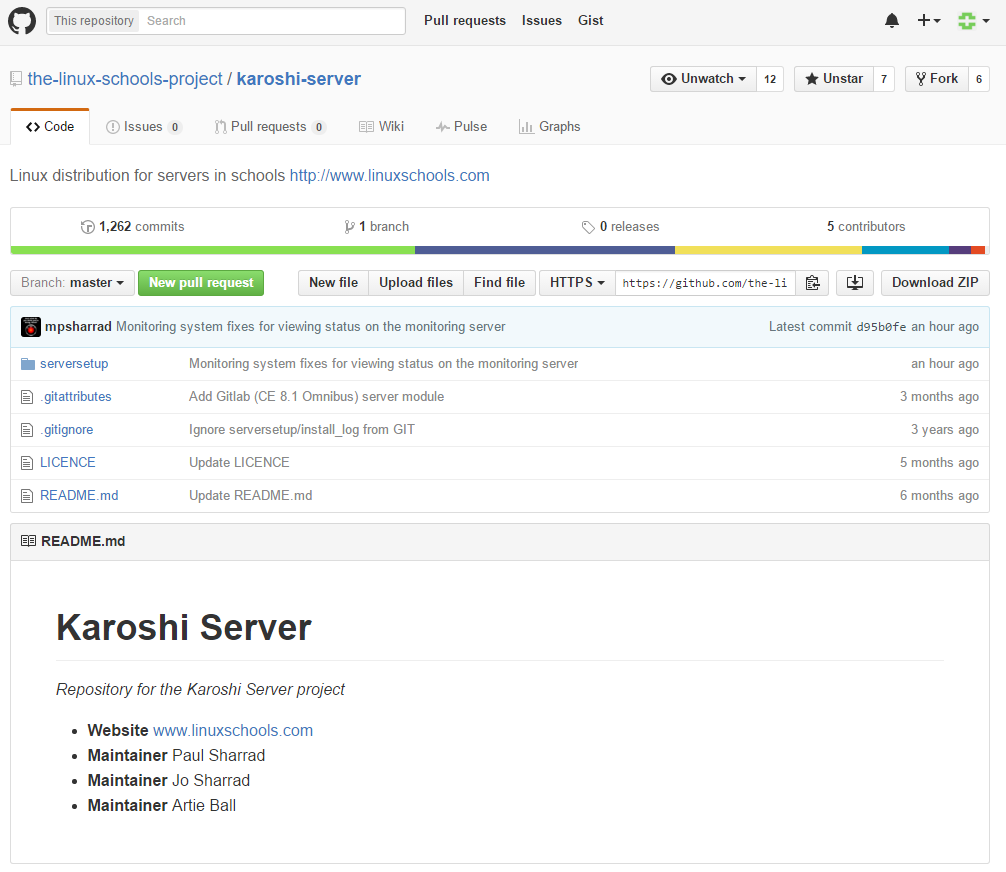 This repository Search Pull requests Issues Gist
the-linux-schools-project / karoshi-server Unwatch 12 Unstar 7 Fork 6
Code Issues 0 Pull requests 0 Wiki Pulse Graphs
Linux distribution for servers in schools http://www.linuxschools.com
1,262 commits 1 branch 0 releases 5 contributors
Branch: master New pull request New file Upload files Find file HTTPS https://github.com/the-li Download ZIP
mpsharrad Monitoring system fixes for viewing status on the monitoring server Latest commit d95b0fe an hour ago
serversetup Monitoring system fixes for viewing status on the monitoring server an hour ago
.gitattributes Add Gitlab (CE 8.1 Omnibus) server module 3 months ago
.gitignore Ignore serversetup/install_log from GIT 3 years ago
LICENCE Update LICENCE 5 months ago
README.md Update README.md 6 months ago
README.md
Karoshi Server
Repository for the Karoshi Server project
• Website www.linuxschools.com
• Maintainer Paul Sharrad
• Maintainer Jo Sharrad
• Maintainer Artie Ball